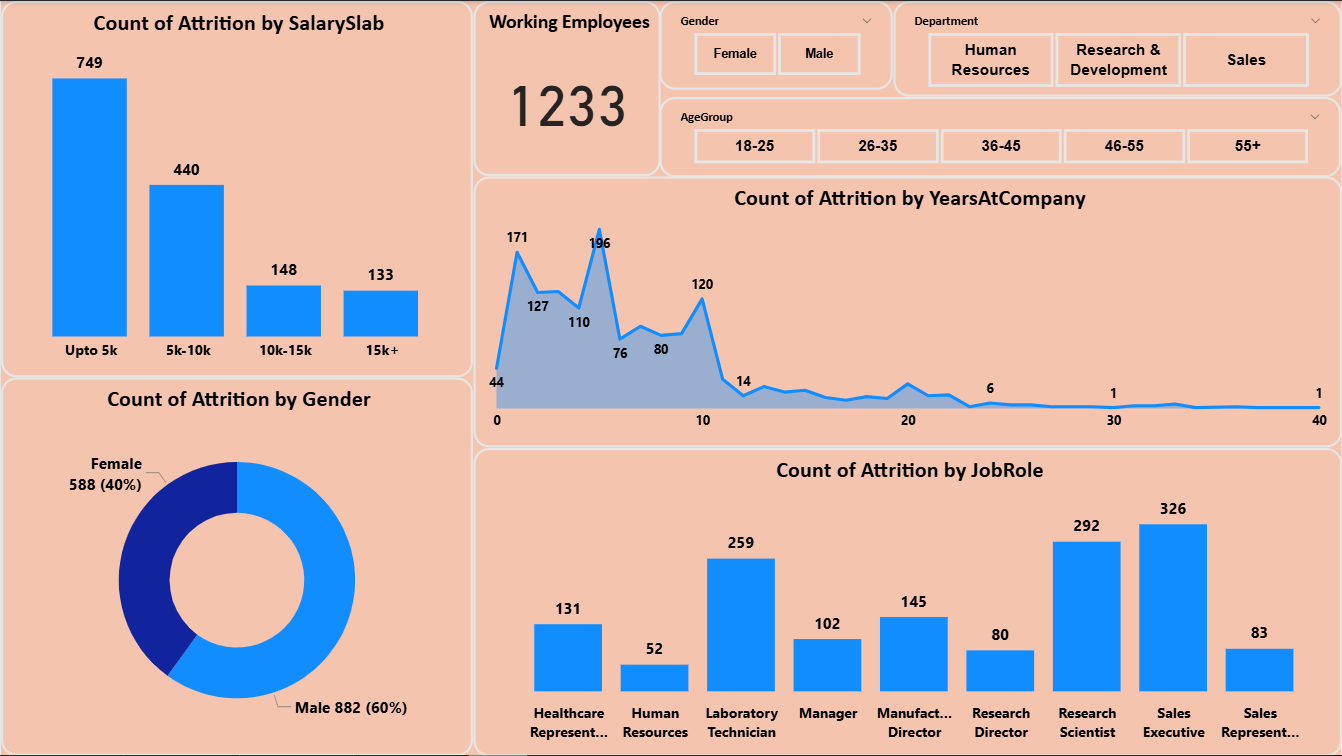 Count of Attrition by SalarySlab
749
440
148
133
Upto 5k
5k-10k
10k-15k
15k+
Working Employees
1233
Gender
Female
Male
Department
Human
Resources
Research &
Development
Sales
AgeGroup
18-25
26-35
36-45
46-55
55+
Count of Attrition by YearsAtCompany
171
196
127
110
120
76
80
44
14
6
1
1
0
10
20
30
40
Count of Attrition by Gender
Female
588 (40%)
Male 882 (60%)
Count of Attrition by JobRole
131
52
259
102
145
80
292
326
83
Healthcare
Represent...
Human
Resources
Laboratory
Technician
Manager
Manufact...
Director
Research
Director
Research
Scientist
Sales
Executive
Sales
Represent...